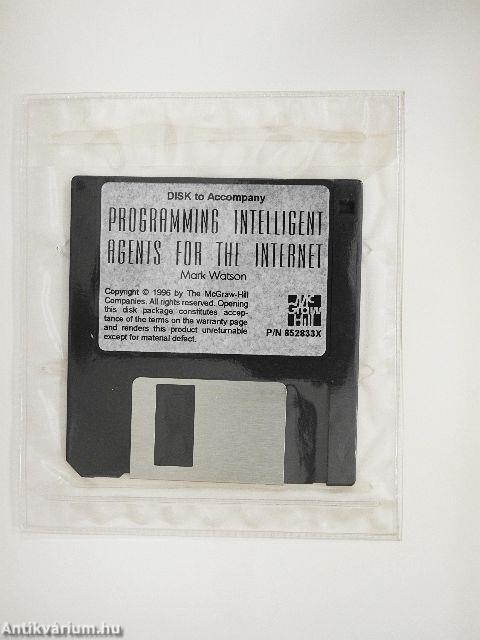 DISK to Accompany
PROGRAMMING INTELLIGENT
AGENTS FOR THE INTERNET
Mark Watson
Copyright © 1996 by The McGraw-Hill
Companies. All rights reserved. Opening
this disk package constitutes accep-
tance of the terms on the warranty page
and renders this product unreturnable
except for material defect.
Mc
Graw
Hill
P/N 852833X
Antikvárium.hu